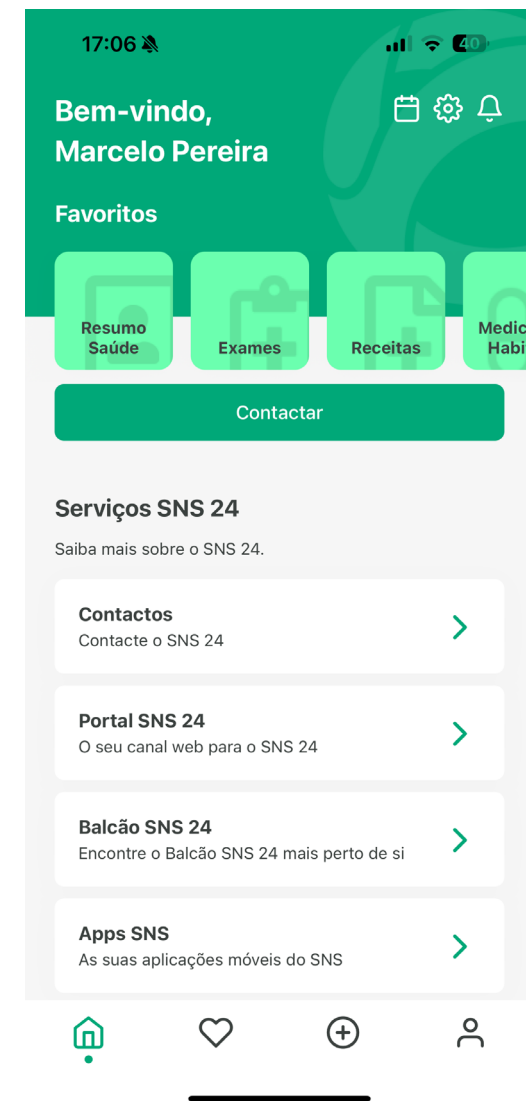 17:06
40
Bem-vindo,
Marcelo Pereira
Favoritos
Resumo
Saúde
Exames
Receitas
Medic
Habi
Contactar
Serviços SNS 24
Saiba mais sobre o SNS 24.
Contactos
Contacte o SNS 24
Portal SNS 24
O seu canal web para o SNS 24
Balcão SNS 24
Encontre o Balcão SNS 24 mais perto de si
Apps SNS
As suas aplicações móveis do SNS